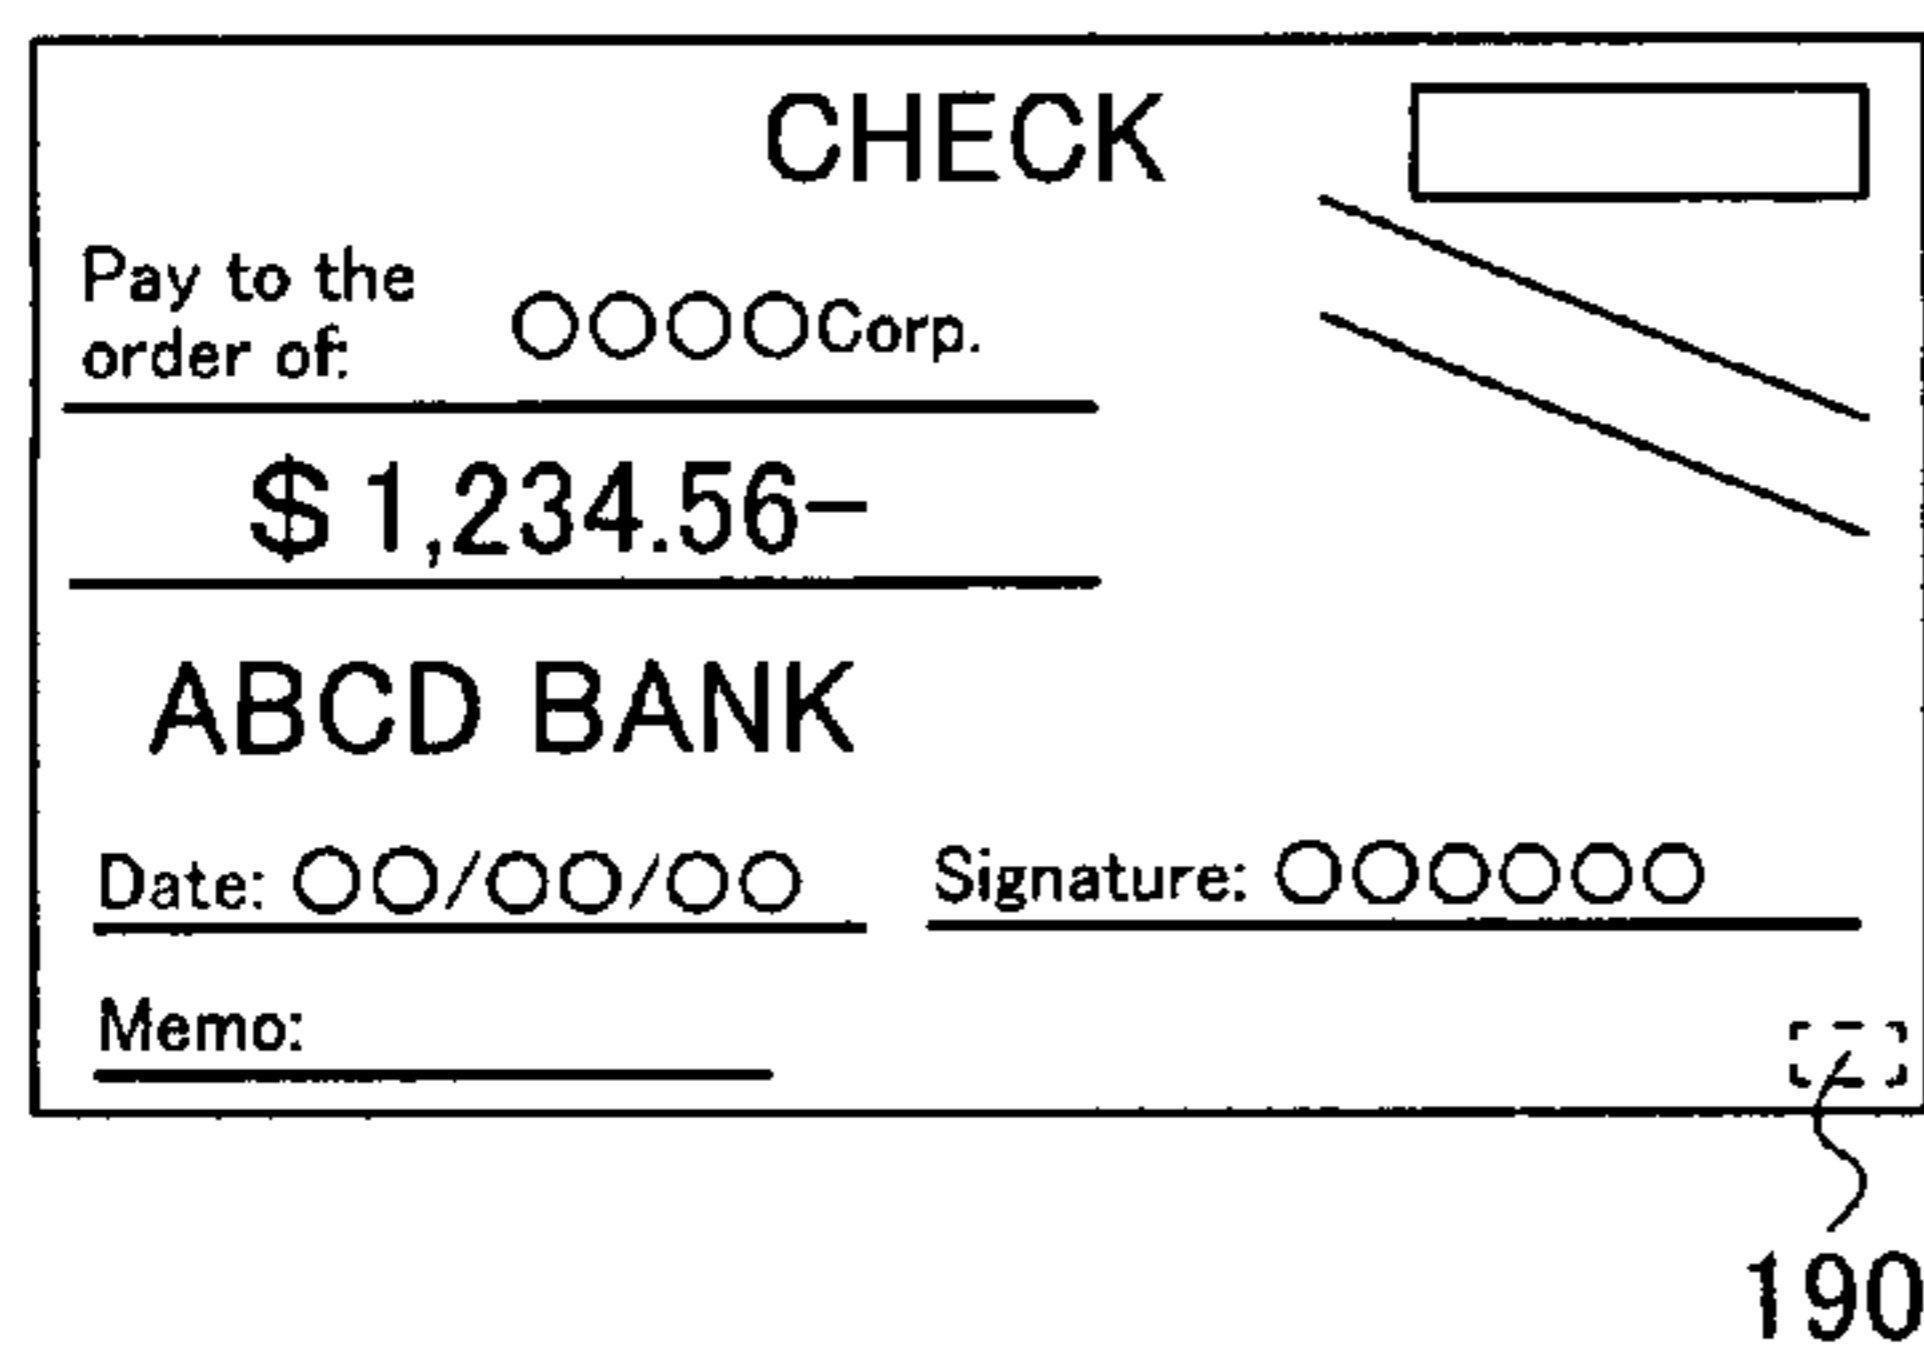 CHECK
Pay to the
order of: ○○○○Corp.
$1,234.56-
ABCD BANK
Date: ○○/○○/○○ Signature: ○○○○○○
Memo:
190